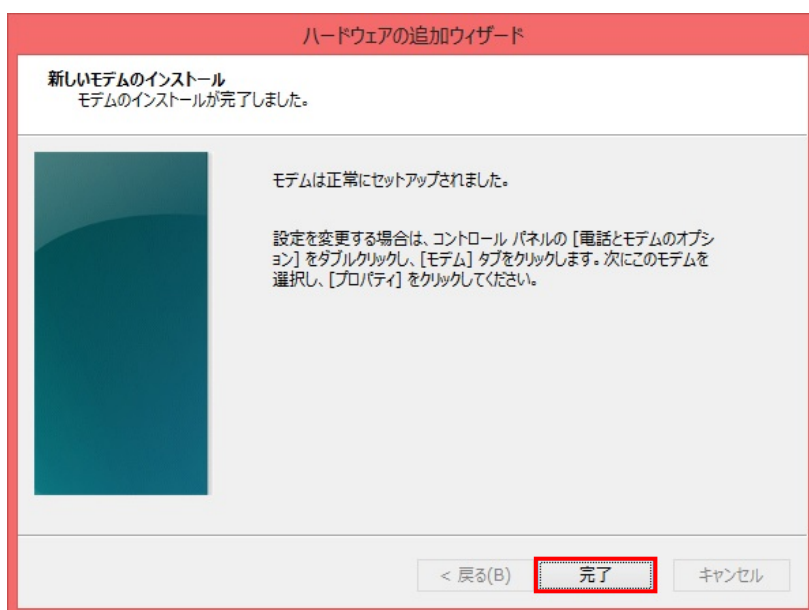 ハードウェアの追加ウィザード
新しいモデムのインストール
モデムのインストールが完了しました。
モデムは正常にセットアップされました。
設定を変更する場合は、コントロール パネルの [電話とモデムのオプシ
ョン] をダブルクリックし、[モデム] タブをクリックします。次にこのモデムを
選択し、[プロパティ] をクリックしてください。
< 戻る(B) 完了 キャンセル